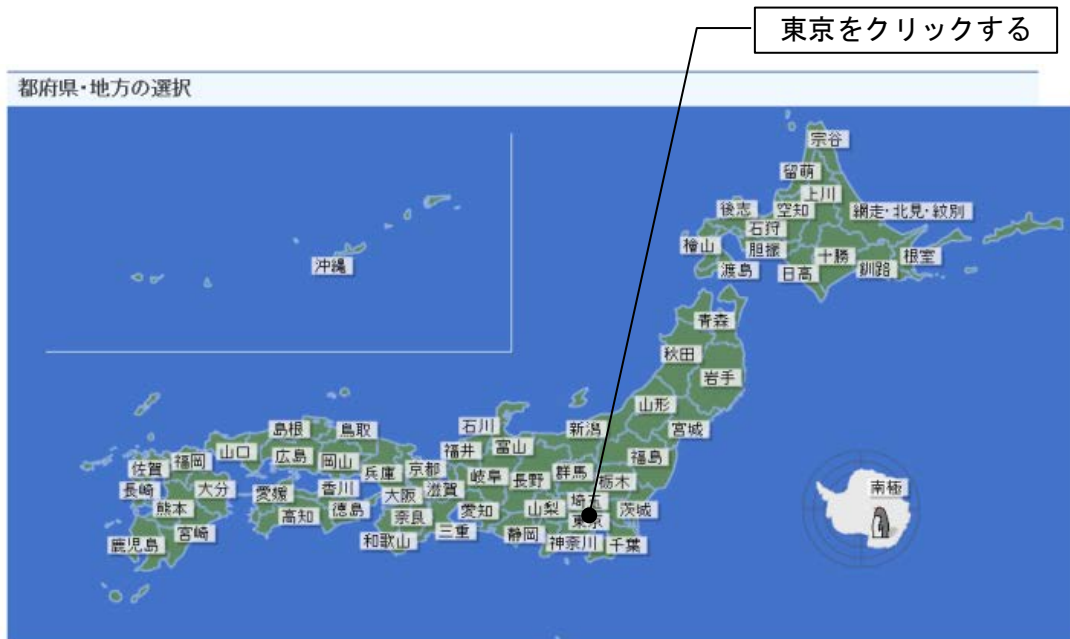 東京をクリックする
都府県・地方の選択
宗谷
留萌
上川
後志
空知
網走・北見・紋別
石狩
檜山
胆振
十勝
根室
渡島
日高
釧路
沖縄
青森
秋田
岩手
山形
石川
新潟
宮城
島根
鳥取
山口
広島
岡山
福井
富山
福島
佐賀
福岡
兵庫
京都
岐阜
長野
群馬
栃木
長崎
大分
愛媛
香川
大阪
滋賀
埼玉
南極
熊本
高知
徳島
奈良
愛知
山梨
東京
茨城
鹿児島
宮崎
和歌山
三重
静岡
神奈川
千葉